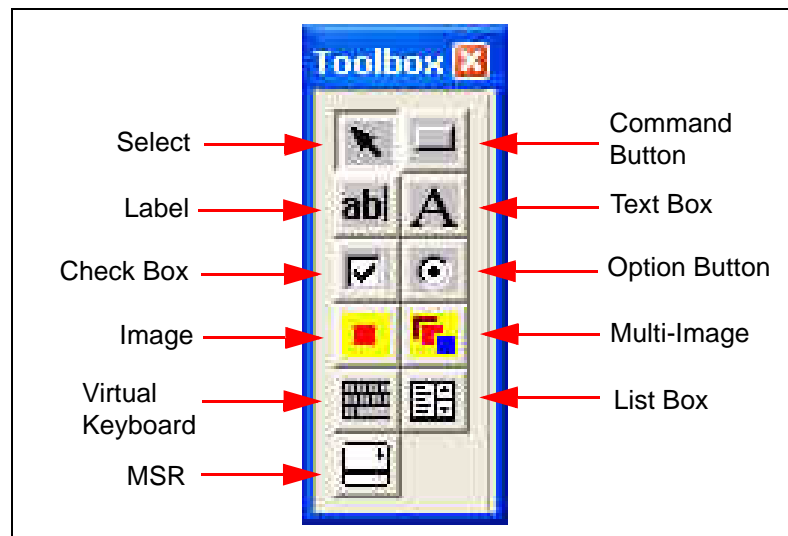 Toolbox
Select
Command
Button
Label
abl
A
Text Box
Check Box
Option Button
Image
Multi-Image
Virtual
Keyboard
List Box
MSR